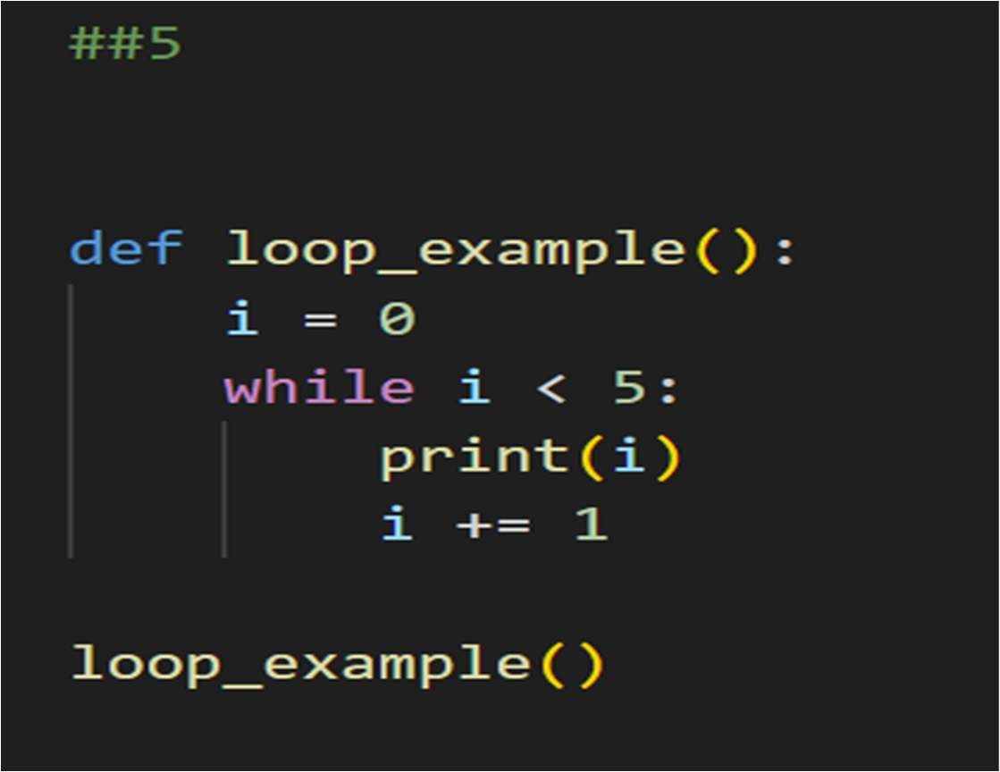 ##5
def loop_example():
    i = 0
    while i < 5:
        print(i)
        i += 1
loop_example()